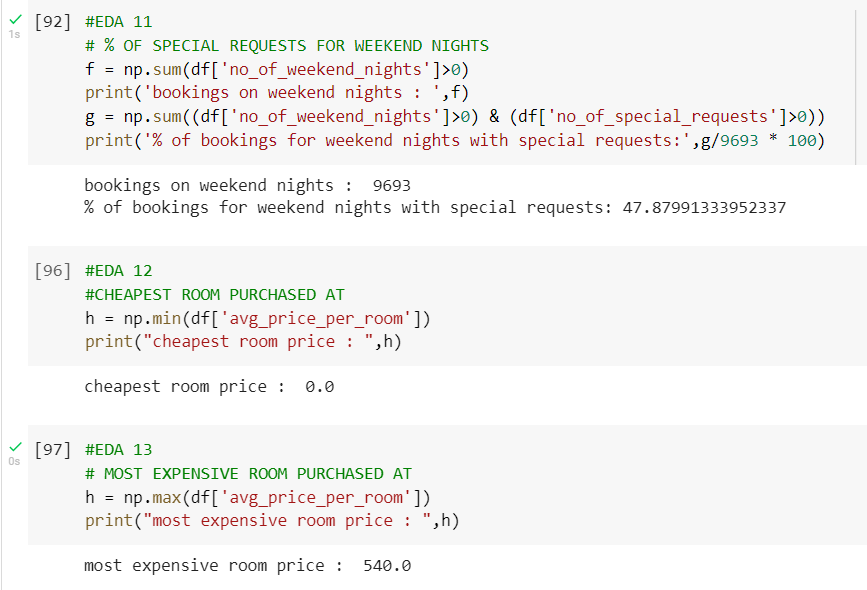 [92] #EDA 11
1s
# % OF SPECIAL REQUESTS FOR WEEKEND NIGHTS
f = np.sum(df['no_of_weekend_nights']>0)
print('bookings on weekend nights : ',f)
g = np.sum((df['no_of_weekend_nights']>0) & (df['no_of_special_requests']>0))
print('% of bookings for weekend nights with special requests:',g/9693 * 100)
bookings on weekend nights :  9693
% of bookings for weekend nights with special requests: 47.87991333952337
[96] #EDA 12
#CHEAPEST ROOM PURCHASED AT
h = np.min(df['avg_price_per_room'])
print("cheapest room price : ",h)
cheapest room price :  0.0
[97] #EDA 13
0s
# MOST EXPENSIVE ROOM PURCHASED AT
h = np.max(df['avg_price_per_room'])
print("most expensive room price : ",h)
most expensive room price :  540.0